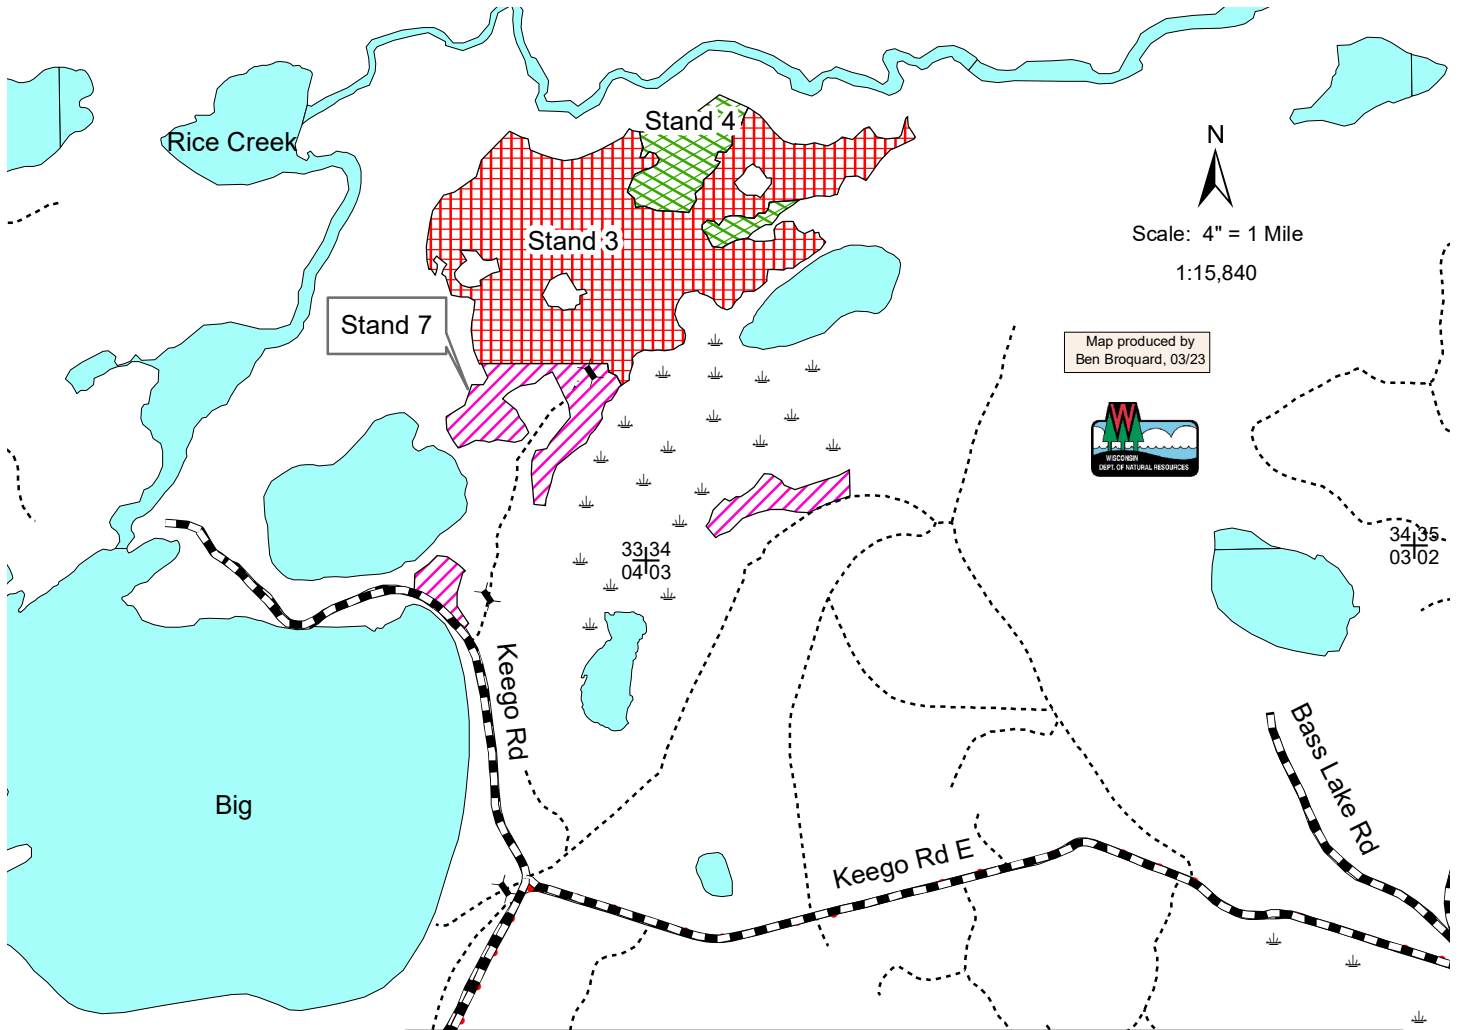 Stand 4
Rice Creek
N
Scale:  4" = 1 Mile
1:15,840
Stand 3
Stand 7
Map produced by
Ben Broquard, 03/23
W
WISCONSIN
DEPT. OF NATURAL RESOURCES
33 34
04 03
34 35
03 02
Keego Rd
Big
Bass Lake Rd
Keego Rd E